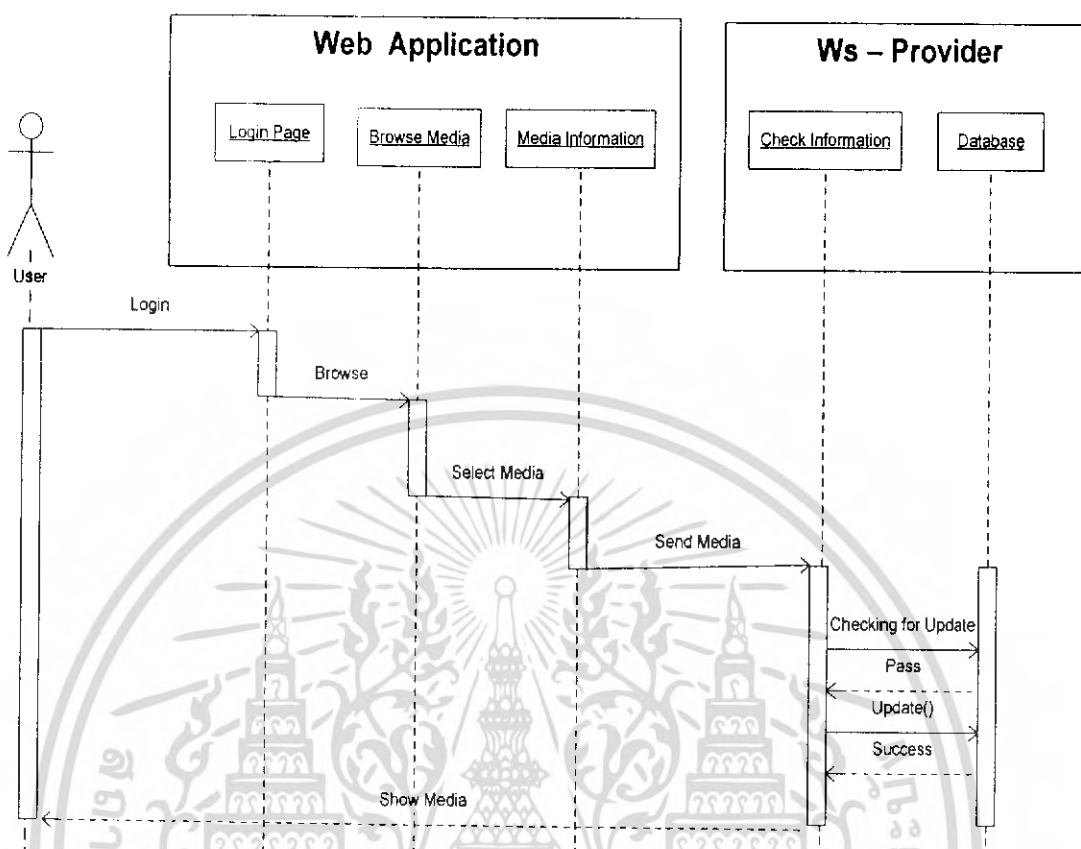 Web Application
Ws – Provider
Login Page
Browse Media
Media Information
Check Information
Database
User
Login
Browse
Select Media
Send Media
Checking for Update
Pass
Update()
Success
Show Media